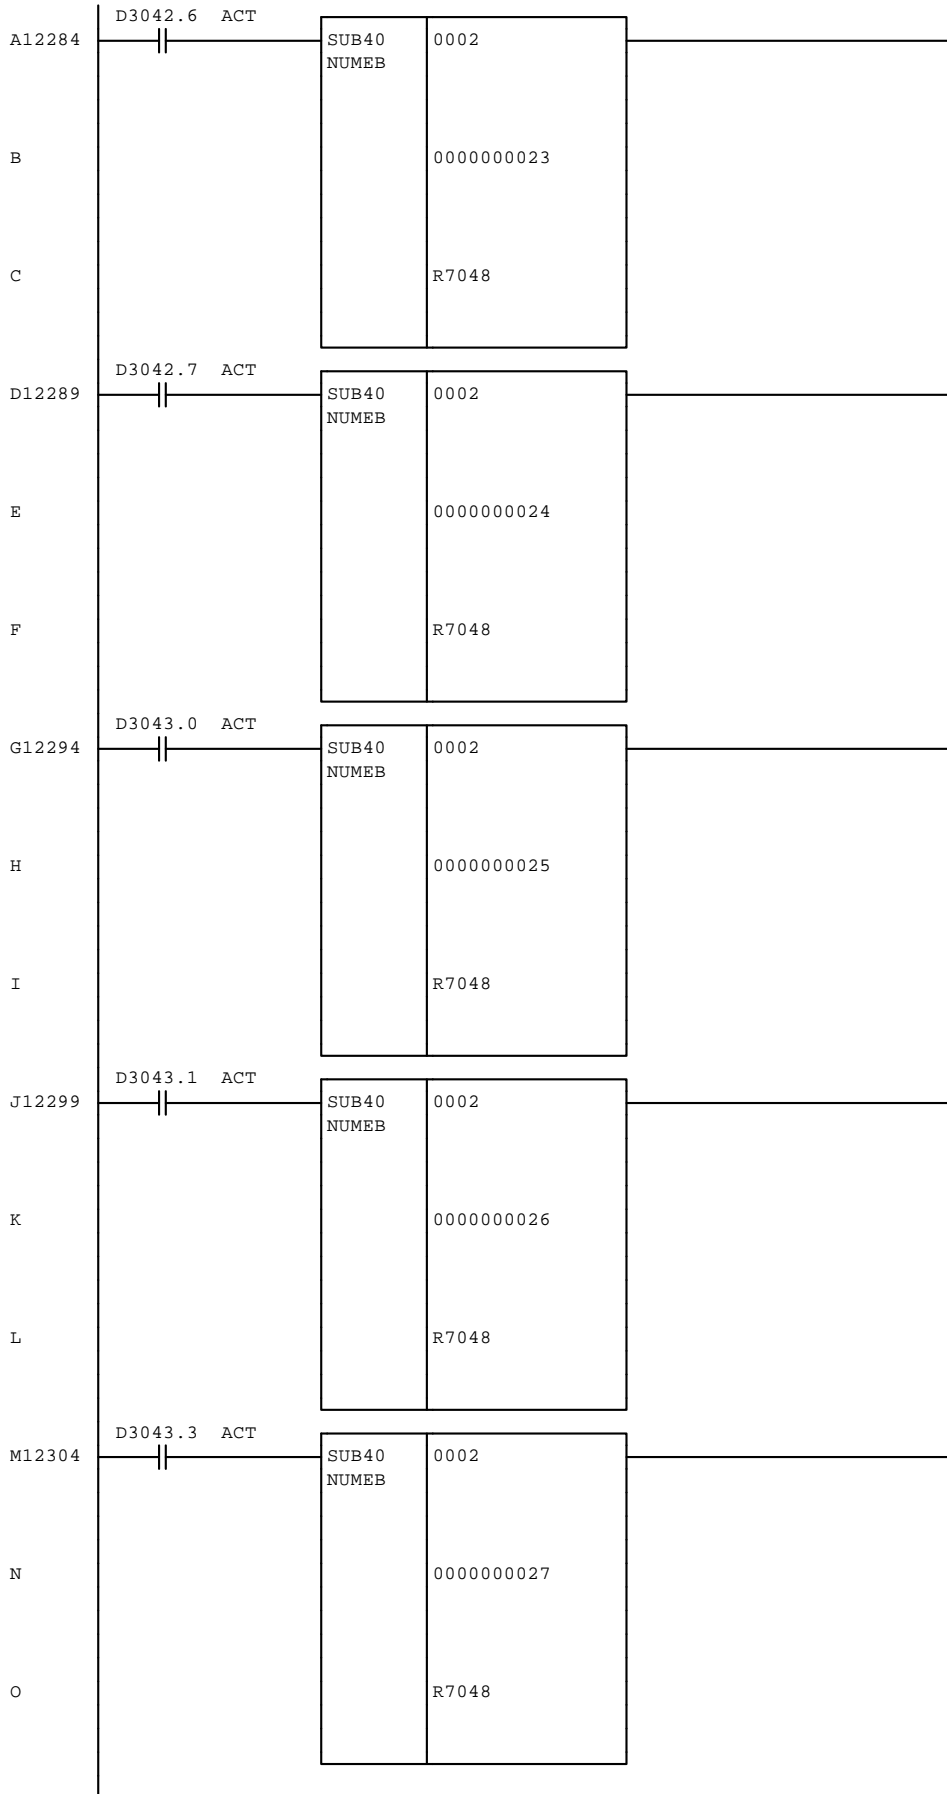 D3042.6 ACT
A12284 SUB40 0002
NUMEB
B 0000000023
C R7048
D3042.7 ACT
D12289 SUB40 0002
NUMEB
E 0000000024
F R7048
D3043.0 ACT
G12294 SUB40 0002
NUMEB
H 0000000025
I R7048
D3043.1 ACT
J12299 SUB40 0002
NUMEB
K 0000000026
L R7048
D3043.3 ACT
M12304 SUB40 0002
NUMEB
N 0000000027
O R7048